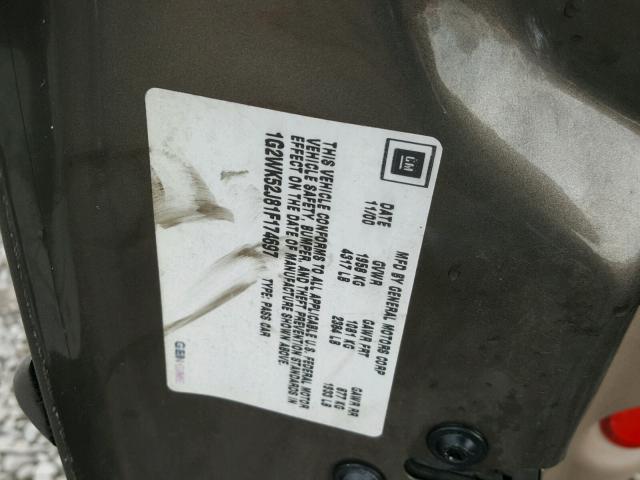 GM
MFD BY GENERAL MOTORS CORP
DATE GVWR GAWR FRT GAWR RR
11/00 1958 KG 1081 KG 877 KG
4317 LB 2384 LB 1933 LB
THIS VEHICLE CONFORMS TO ALL APPLICABLE U.S. FEDERAL MOTOR
VEHICLE SAFETY, BUMPER, AND THEFT PREVENTION STANDARDS IN
EFFECT ON THE DATE OF MANUFACTURE SHOWN ABOVE.
1G2WK52J81F174697 TYPE: PASS CAR